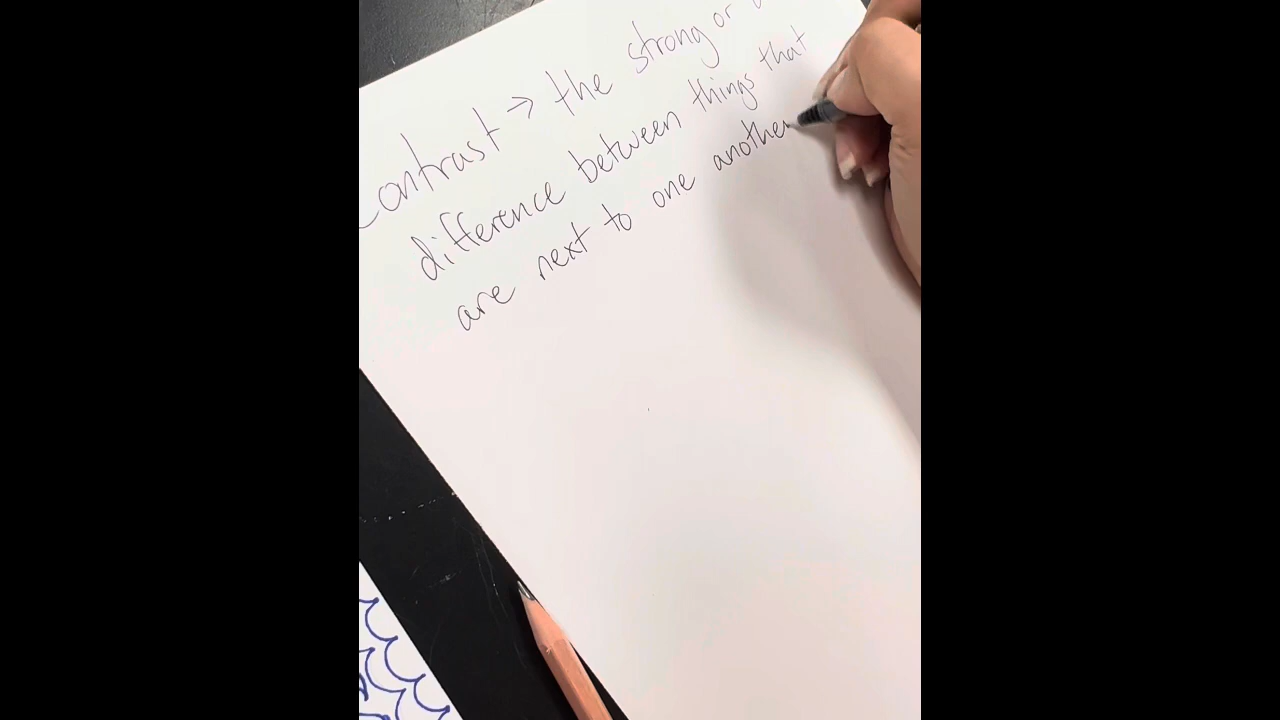 Contrast → the strong or
difference between things that
are next to one another